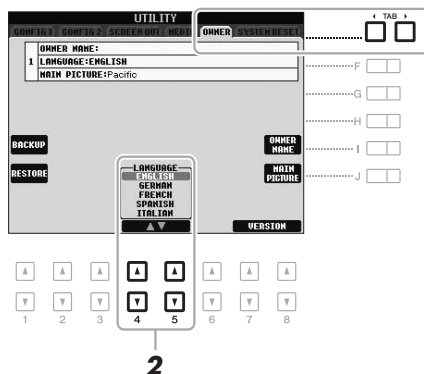 UTILITY
TAB
CONFIG 1 CONFIG 2 SCREEN OUT MEDIA OWNER SYSTEM RESET
OWNER NAME:
1 LANGUAGE:ENGLISH
MAIN PICTURE:Pacific
F
G
H
BACKUP
OWNER NAME
I
RESTORE
MAIN PICTURE
J
LANGUAGE
ENGLISH
GERMAN
FRENCH
SPANISH
ITALIAN
VERSION
1 2 3 4 5 6 7 8
2